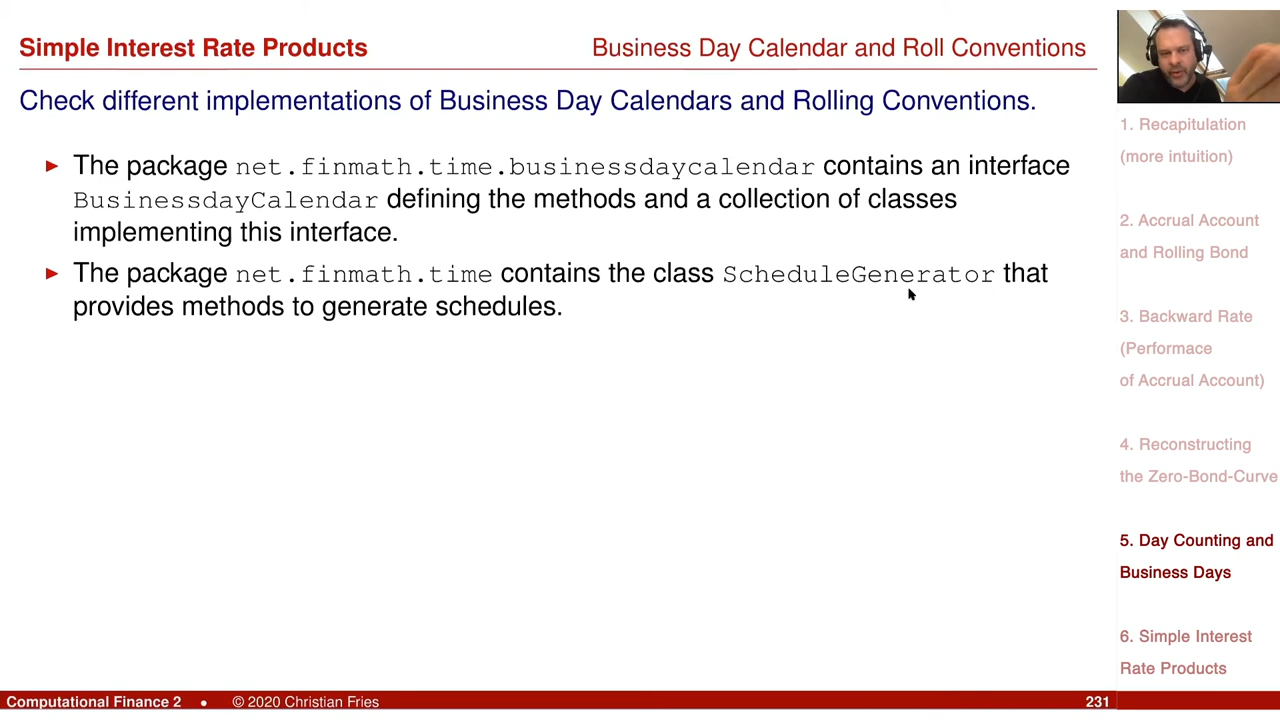 Simple Interest Rate Products
Business Day Calendar and Roll Conventions
Check different implementations of Business Day Calendars and Rolling Conventions.
▶ The package net.finmath.time.businessdaycalendar contains an interface
BusinessdayCalendar defining the methods and a collection of classes
implementing this interface.
▶ The package net.finmath.time contains the class ScheduleGenerator that
provides methods to generate schedules.
1. Recapitulation
(more intuition)
2. Accrual Account
and Rolling Bond
3. Backward Rate
(Performace
of Accrual Account)
4. Reconstructing
the Zero-Bond-Curve
5. Day Counting and
Business Days
6. Simple Interest
Rate Products
Computational Finance 2 • © 2020 Christian Fries
231